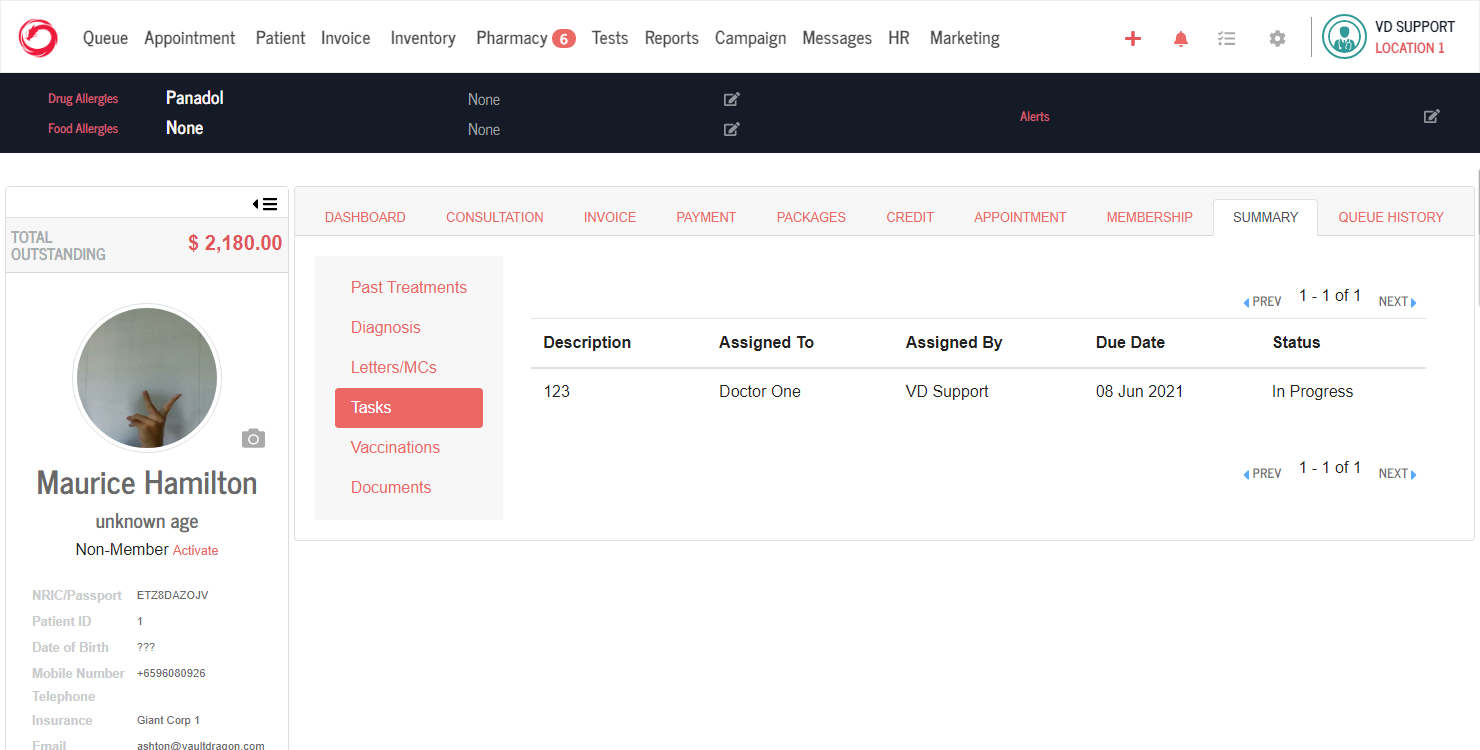 Queue Appointment Patient Invoice Inventory Pharmacy 6 Tests Reports Campaign Messages HR Marketing
VD SUPPORT
LOCATION 1
Drug Allergies Panadol None
Food Allergies None None
Alerts
TOTAL
OUTSTANDING
$ 2,180.00
Maurice Hamilton
unknown age
Non-Member Activate
NRIC/Passport ETZ8DAZOJV
Patient ID 1
Date of Birth ???
Mobile Number +6596080926
Telephone
Insurance Giant Corp 1
Email ashton@vaultdragon.com
DASHBOARD CONSULTATION INVOICE PAYMENT PACKAGES CREDIT APPOINTMENT MEMBERSHIP SUMMARY QUEUE HISTORY
Past Treatments
Diagnosis
Letters/MCs
Tasks
Vaccinations
Documents
PREV 1 - 1 of 1 NEXT
Description Assigned To Assigned By Due Date Status
123 Doctor One VD Support 08 Jun 2021 In Progress
PREV 1 - 1 of 1 NEXT